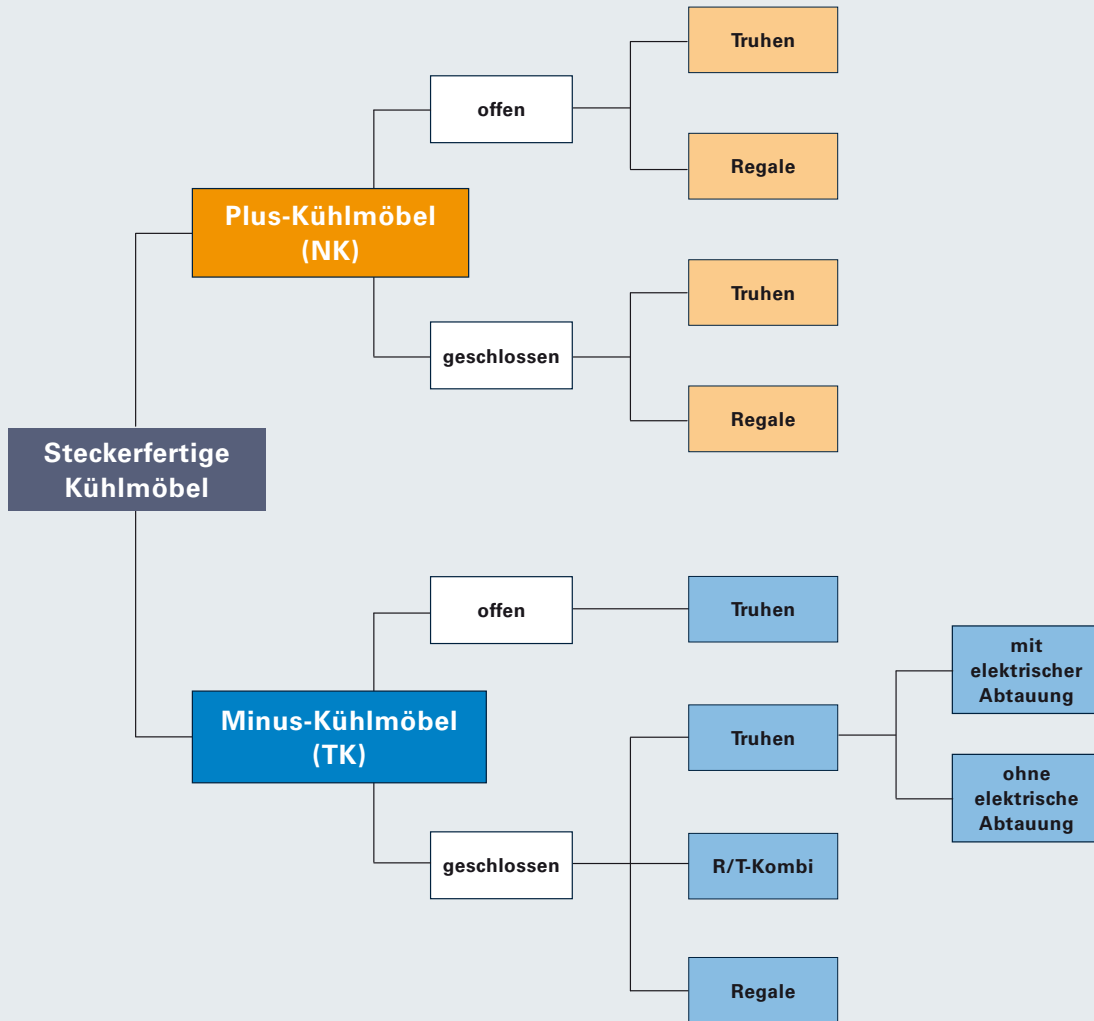 Truhen
offen
Regale
Plus-Kühlmöbel
(NK)
Truhen
geschlossen
Regale
Steckerfertige
Kühlmöbel
offen
Truhen
mit
elektrischer
Abtauung
Minus-Kühlmöbel
(TK)
Truhen
ohne
elektrische
Abtauung
geschlossen
R/T-Kombi
Regale